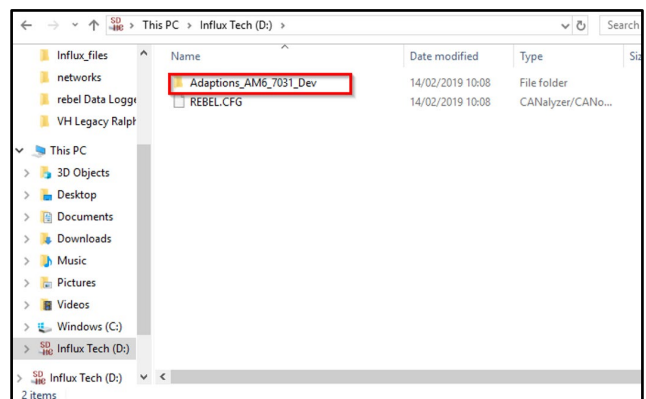 This PC > Influx Tech (D:) >
Search
Influx_files
networks
rebel Data Logge
VH Legacy Ralph
This PC
3D Objects
Desktop
Documents
Downloads
Music
Pictures
Videos
Windows (C:)
Influx Tech (D:)
Influx Tech (D:)
Name Date modified Type Siz
Adaptions_AM6_7031_Dev 14/02/2019 10:08 File folder
REBEL.CFG 14/02/2019 10:08 CANalyzer/CANo...
2 items